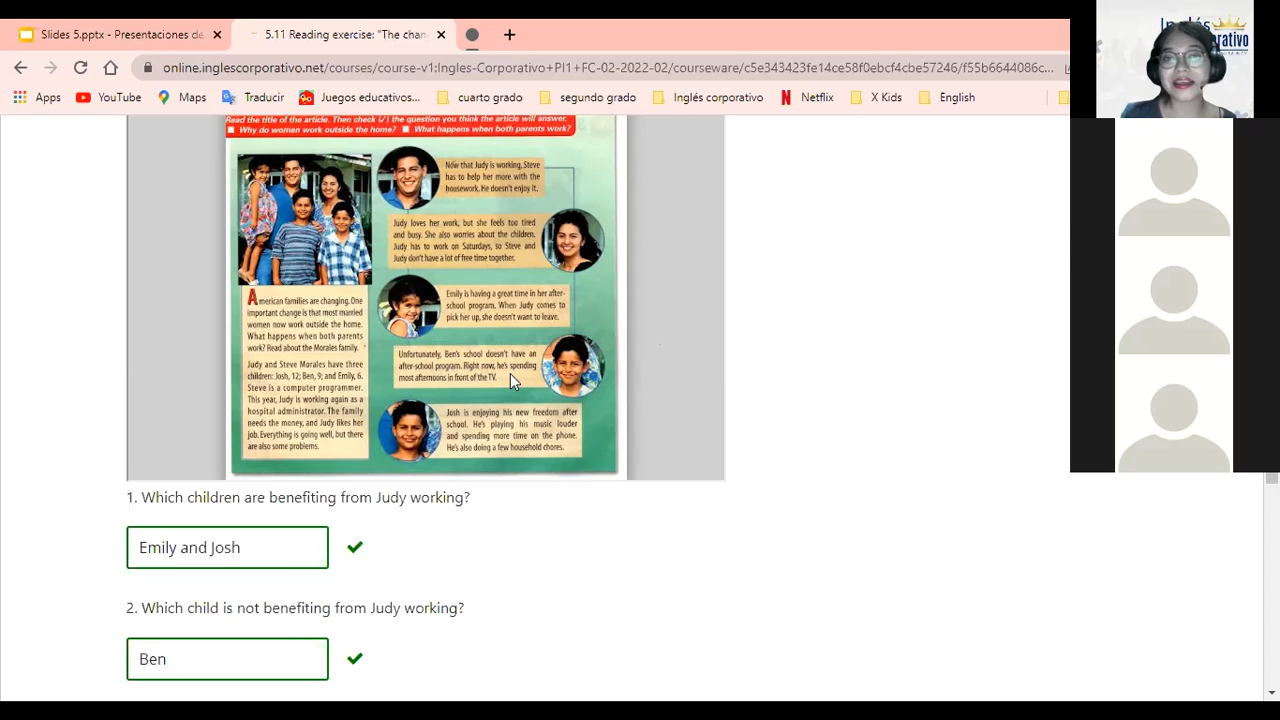 Slides 5.pptx - Presentaciones de
5.11 Reading exercise: "The chan
online.inglescorporativo.net/courses/course-v1:Ingles-Corporativo+PI1+FC-02-2022-02/courseware/c5e343423fe14ce58f0ebcf4cbe57246/f55b6644086c...
Apps
YouTube
Maps
Traducir
Juegos educativos...
cuarto grado
segundo grado
Inglés corporativo
Netflix
X Kids
English
Read the title of the article. Then check (✓) the question you think the article will answer.
Why do women work outside the home?
What happens when both parents work?
American families are changing. One
important change is that most married
women now work outside the home.
What happens when both parents
work? Read about the Morales family.
Judy and Steve Morales have three
children: Josh, 12; Ben, 9; and Emily, 6.
Steve is a computer programmer.
This year, Judy is working again as a
hospital administrator. The family
needs the money, and Judy likes her
job. Everything is going well, but there
are also some problems.
Now that Judy is working, Steve
has to help her more with the
housework. He doesn't enjoy it.
Judy loves her work, but she feels too tired
and busy. She also worries about the children.
Judy has to work on Saturdays, so Steve and
Judy don't have a lot of free time together.
Emily is having a great time in her after-
school program. When Judy comes to
pick her up, she doesn't want to leave.
Unfortunately, Ben's school doesn't have an
after-school program. Right now, he's spending
most afternoons in front of the TV.
Josh is enjoying his new freedom after
school. He's playing his music louder
and spending more time on the phone.
He's also doing a few household chores.
1. Which children are benefiting from Judy working?
Emily and Josh
2. Which child is not benefiting from Judy working?
Ben